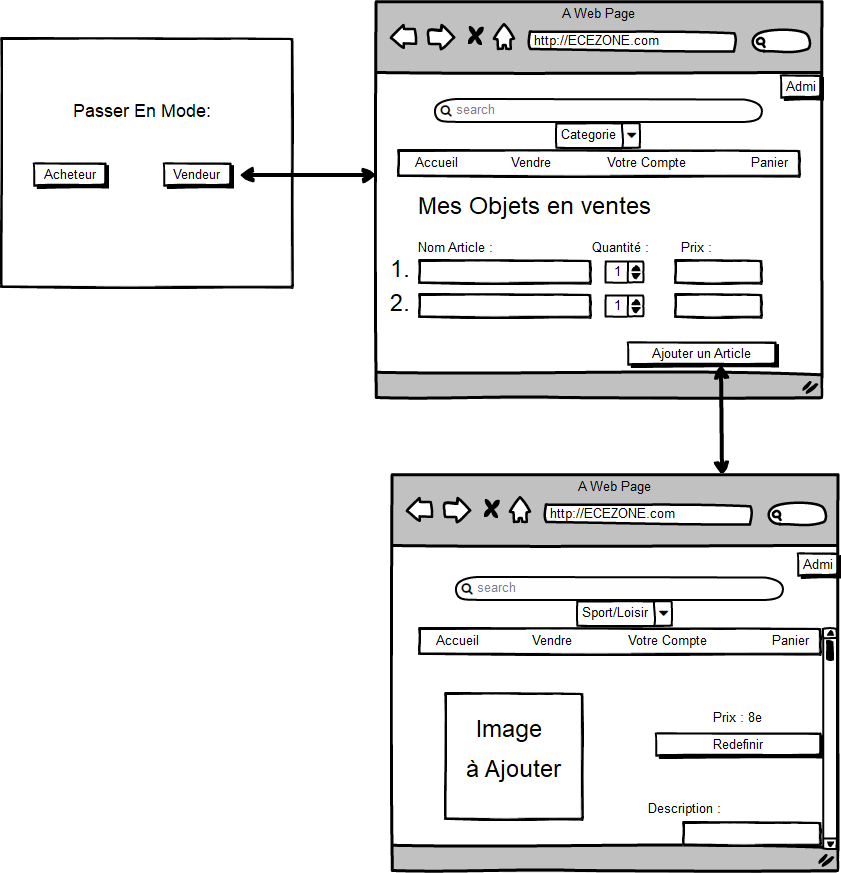 Passer En Mode:
Acheteur
Vendeur
A Web Page
http://ECEZONE.com
Admi
search
Categorie
Accueil Vendre Votre Compte Panier
Mes Objets en ventes
Nom Article : Quantité : Prix :
1. 1
2. 1
Ajouter un Article
A Web Page
http://ECEZONE.com
Admi
search
Sport/Loisir
Accueil Vendre Votre Compte Panier
Image
à Ajouter
Prix : 8e
Redefinir
Description :